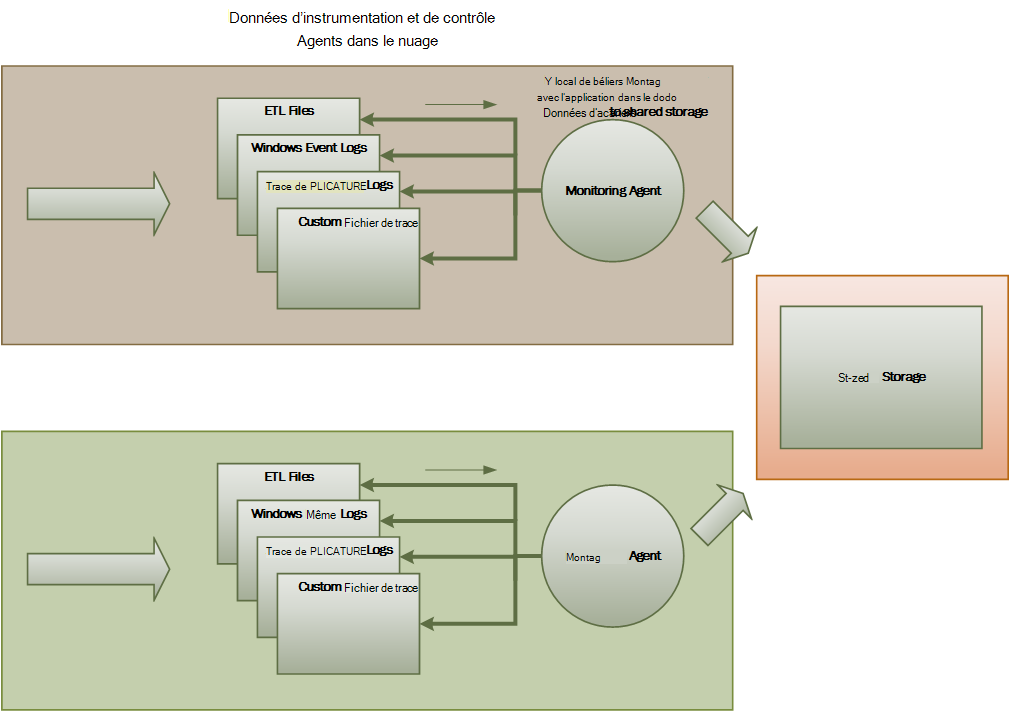 Données d'instrumentation et de contrôle
Agents dans le nuage
Y local de béliers Montag
avec l'application dans le dodo
Données d'ac to shared storage
ETL Files
Windows Event Logs
Trace de PLICATURE Logs
Custom Fichier de trace
Monitoring Agent
St-zed Storage
ETL Files
Windows Même Logs
Trace de PLICATURE Logs
Custom Fichier de trace
Montag Agent